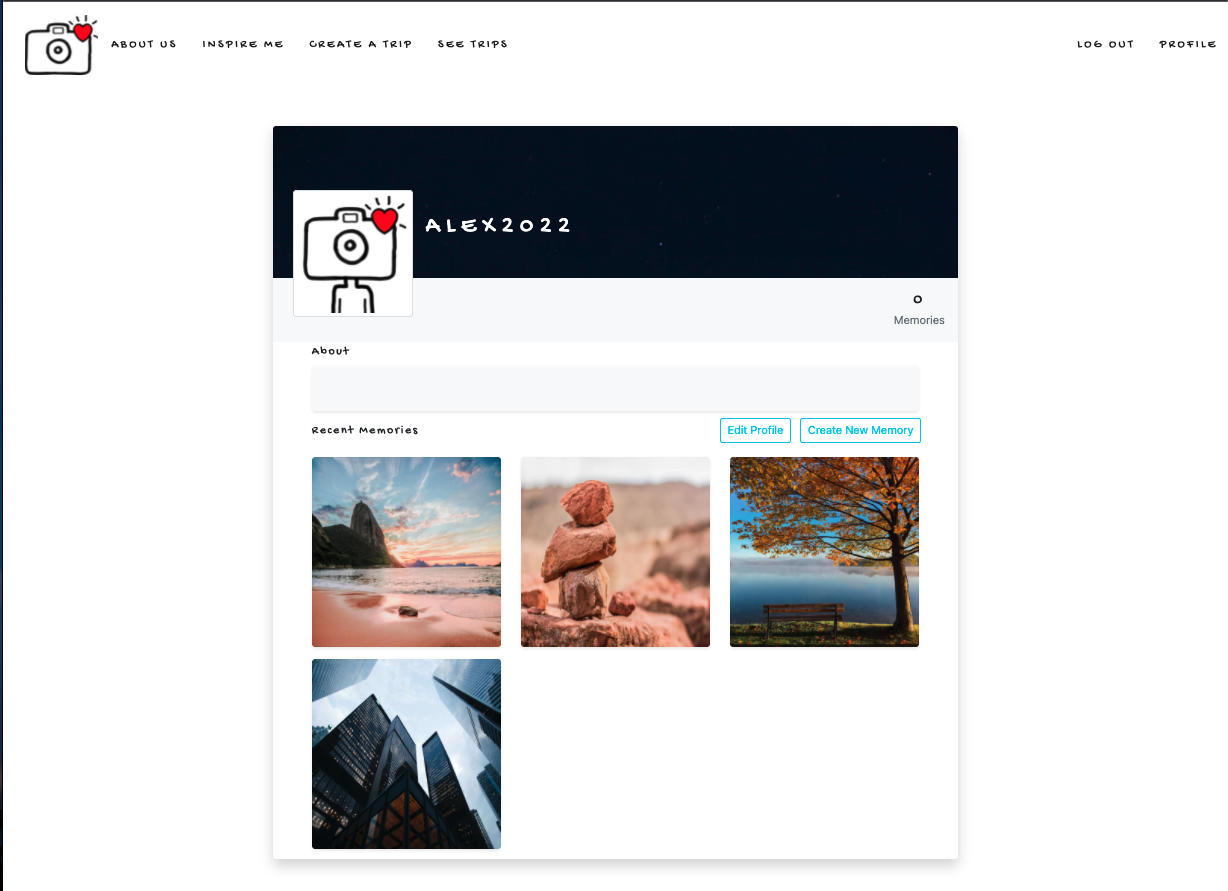 ABOUT US INSPIRE ME CREATE A TRIP SEE TRIPS LOG OUT PROFILE
ALEX2022
0
Memories
About
Recent Memories Edit Profile Create New Memory